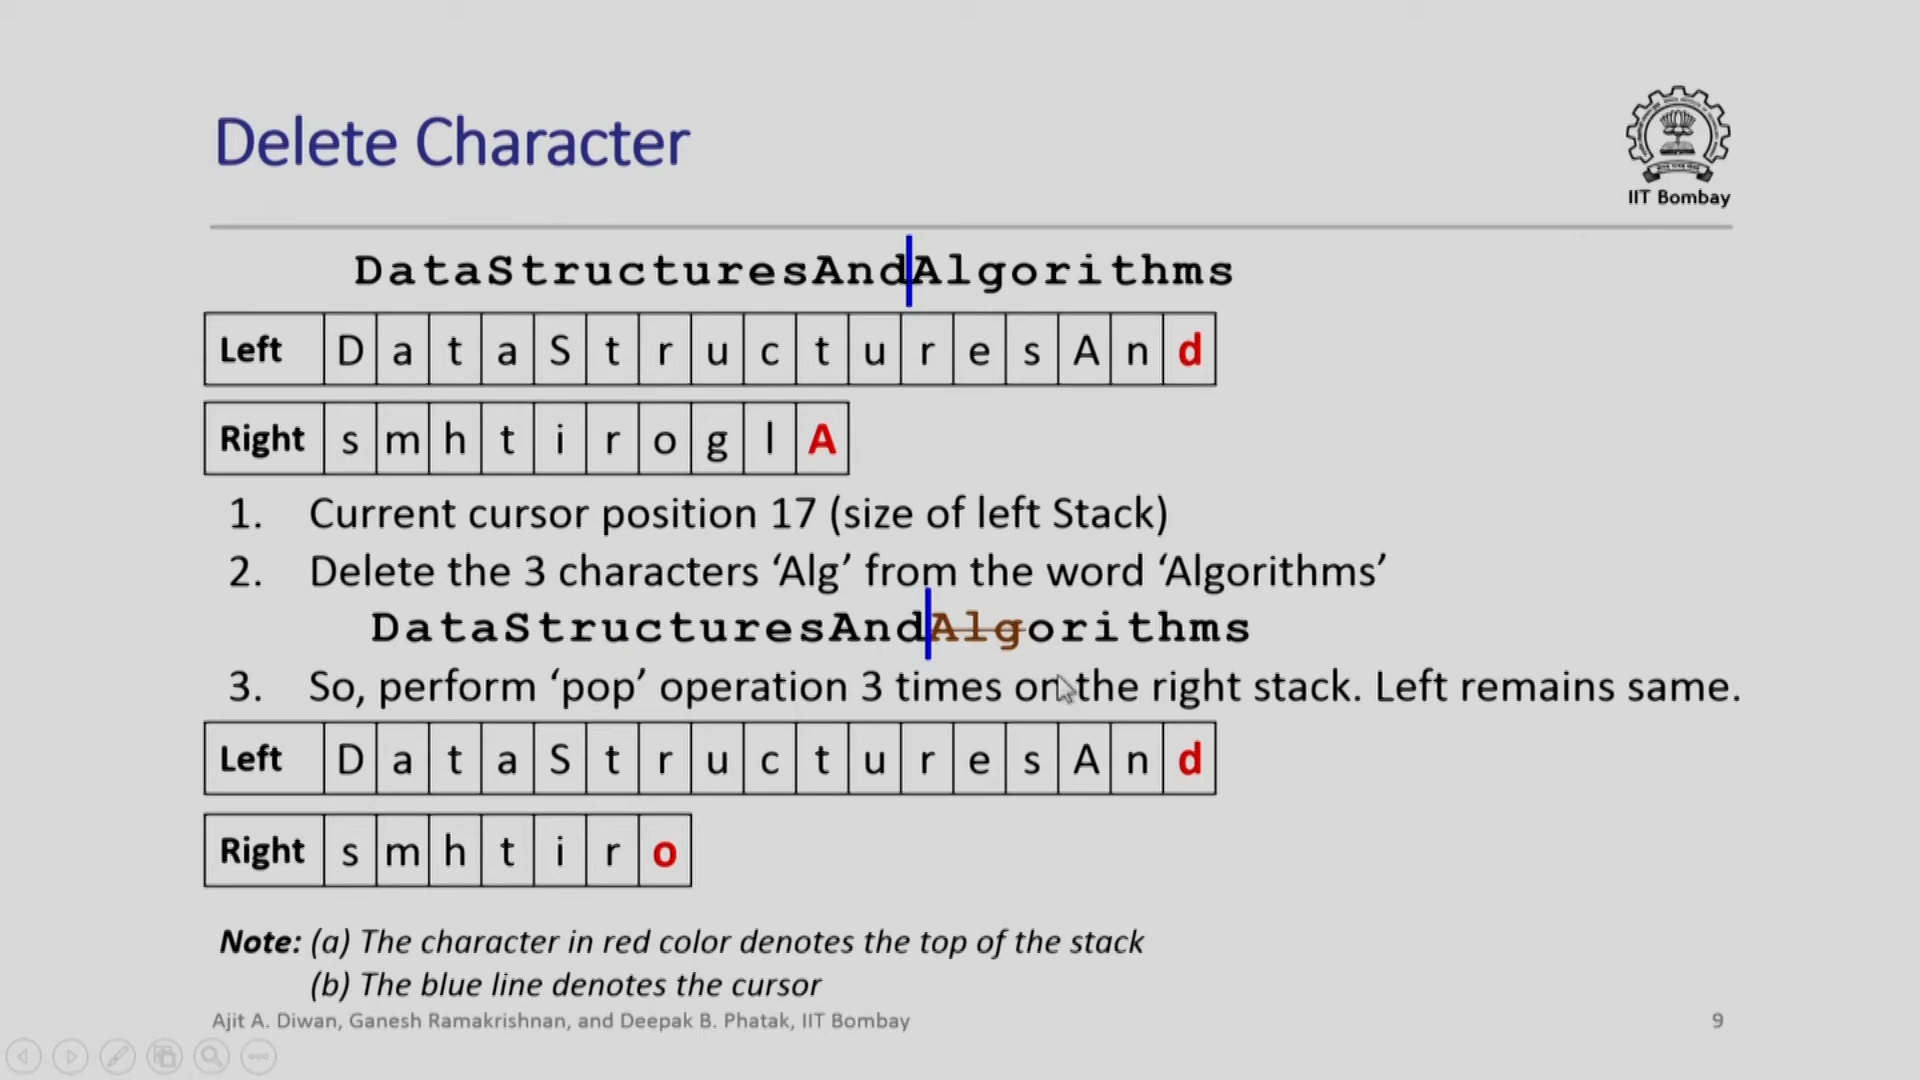 Delete Character
IIT Bombay
DataStructuresAndAlgorithms
Left D a t a S t r u c t u r e s A n d
Right s m h t i r o g l A
1. Current cursor position 17 (size of left Stack)
2. Delete the 3 characters ‘Alg’ from the word ‘Algorithms’
DataStructuresAndAlgorithms
3. So, perform ‘pop’ operation 3 times on the right stack. Left remains same.
Left D a t a S t r u c t u r e s A n d
Right s m h t i r o
Note: (a) The character in red color denotes the top of the stack
(b) The blue line denotes the cursor
Ajit A. Diwan, Ganesh Ramakrishnan, and Deepak B. Phatak, IIT Bombay
9